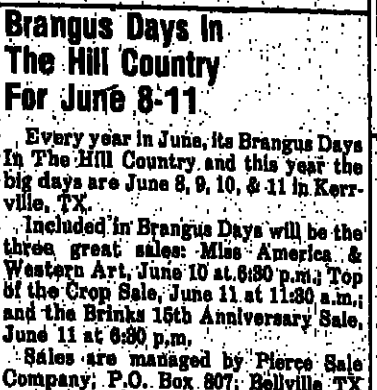 Brangus Days In
The Hill Country
For June 8-11
Every year in June, its Brangus Days
In The Hill Country and this year the
big days are June 8, 9, 10, & 11 in Kerr-
ville, TX.
Included in Brangus Days will be the
three great sales: Miss America &
Western Art, June 10 at 6:30 p.m.; Top
of the Crop Sale, June 11 at 11:30 a.m.;
and the Brinks 15th Anniversary Sale,
June 11 at 6:30 p.m.
Sales are managed by Pierce Sale
Company, P.O. Box 807, Bellville TX